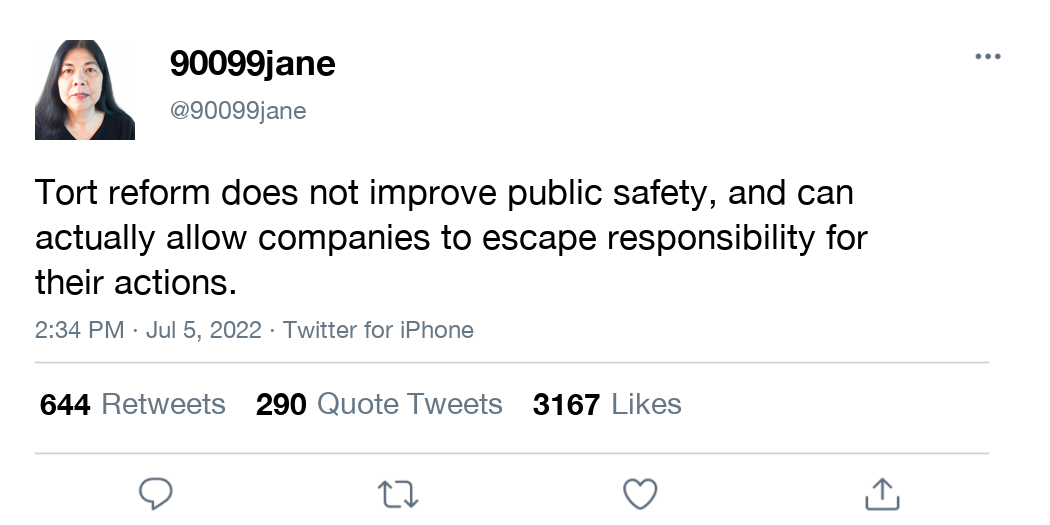 90099jane
@90099jane
Tort reform does not improve public safety, and can
actually allow companies to escape responsibility for
their actions.
2:34 PM · Jul 5, 2022 · Twitter for iPhone
644 Retweets 290 Quote Tweets 3167 Likes